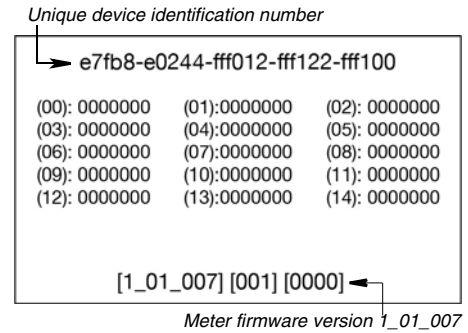 Unique device identification number
e7fb8-e0244-fff012-fff122-fff100
(00): 0000000 (01):0000000 (02): 0000000
(03): 0000000 (04):0000000 (05): 0000000
(06): 0000000 (07):0000000 (08): 0000000
(09): 0000000 (10):0000000 (11): 0000000
(12): 0000000 (13):0000000 (14): 0000000
[1_01_007] [001] [0000]
Meter firmware version 1_01_007